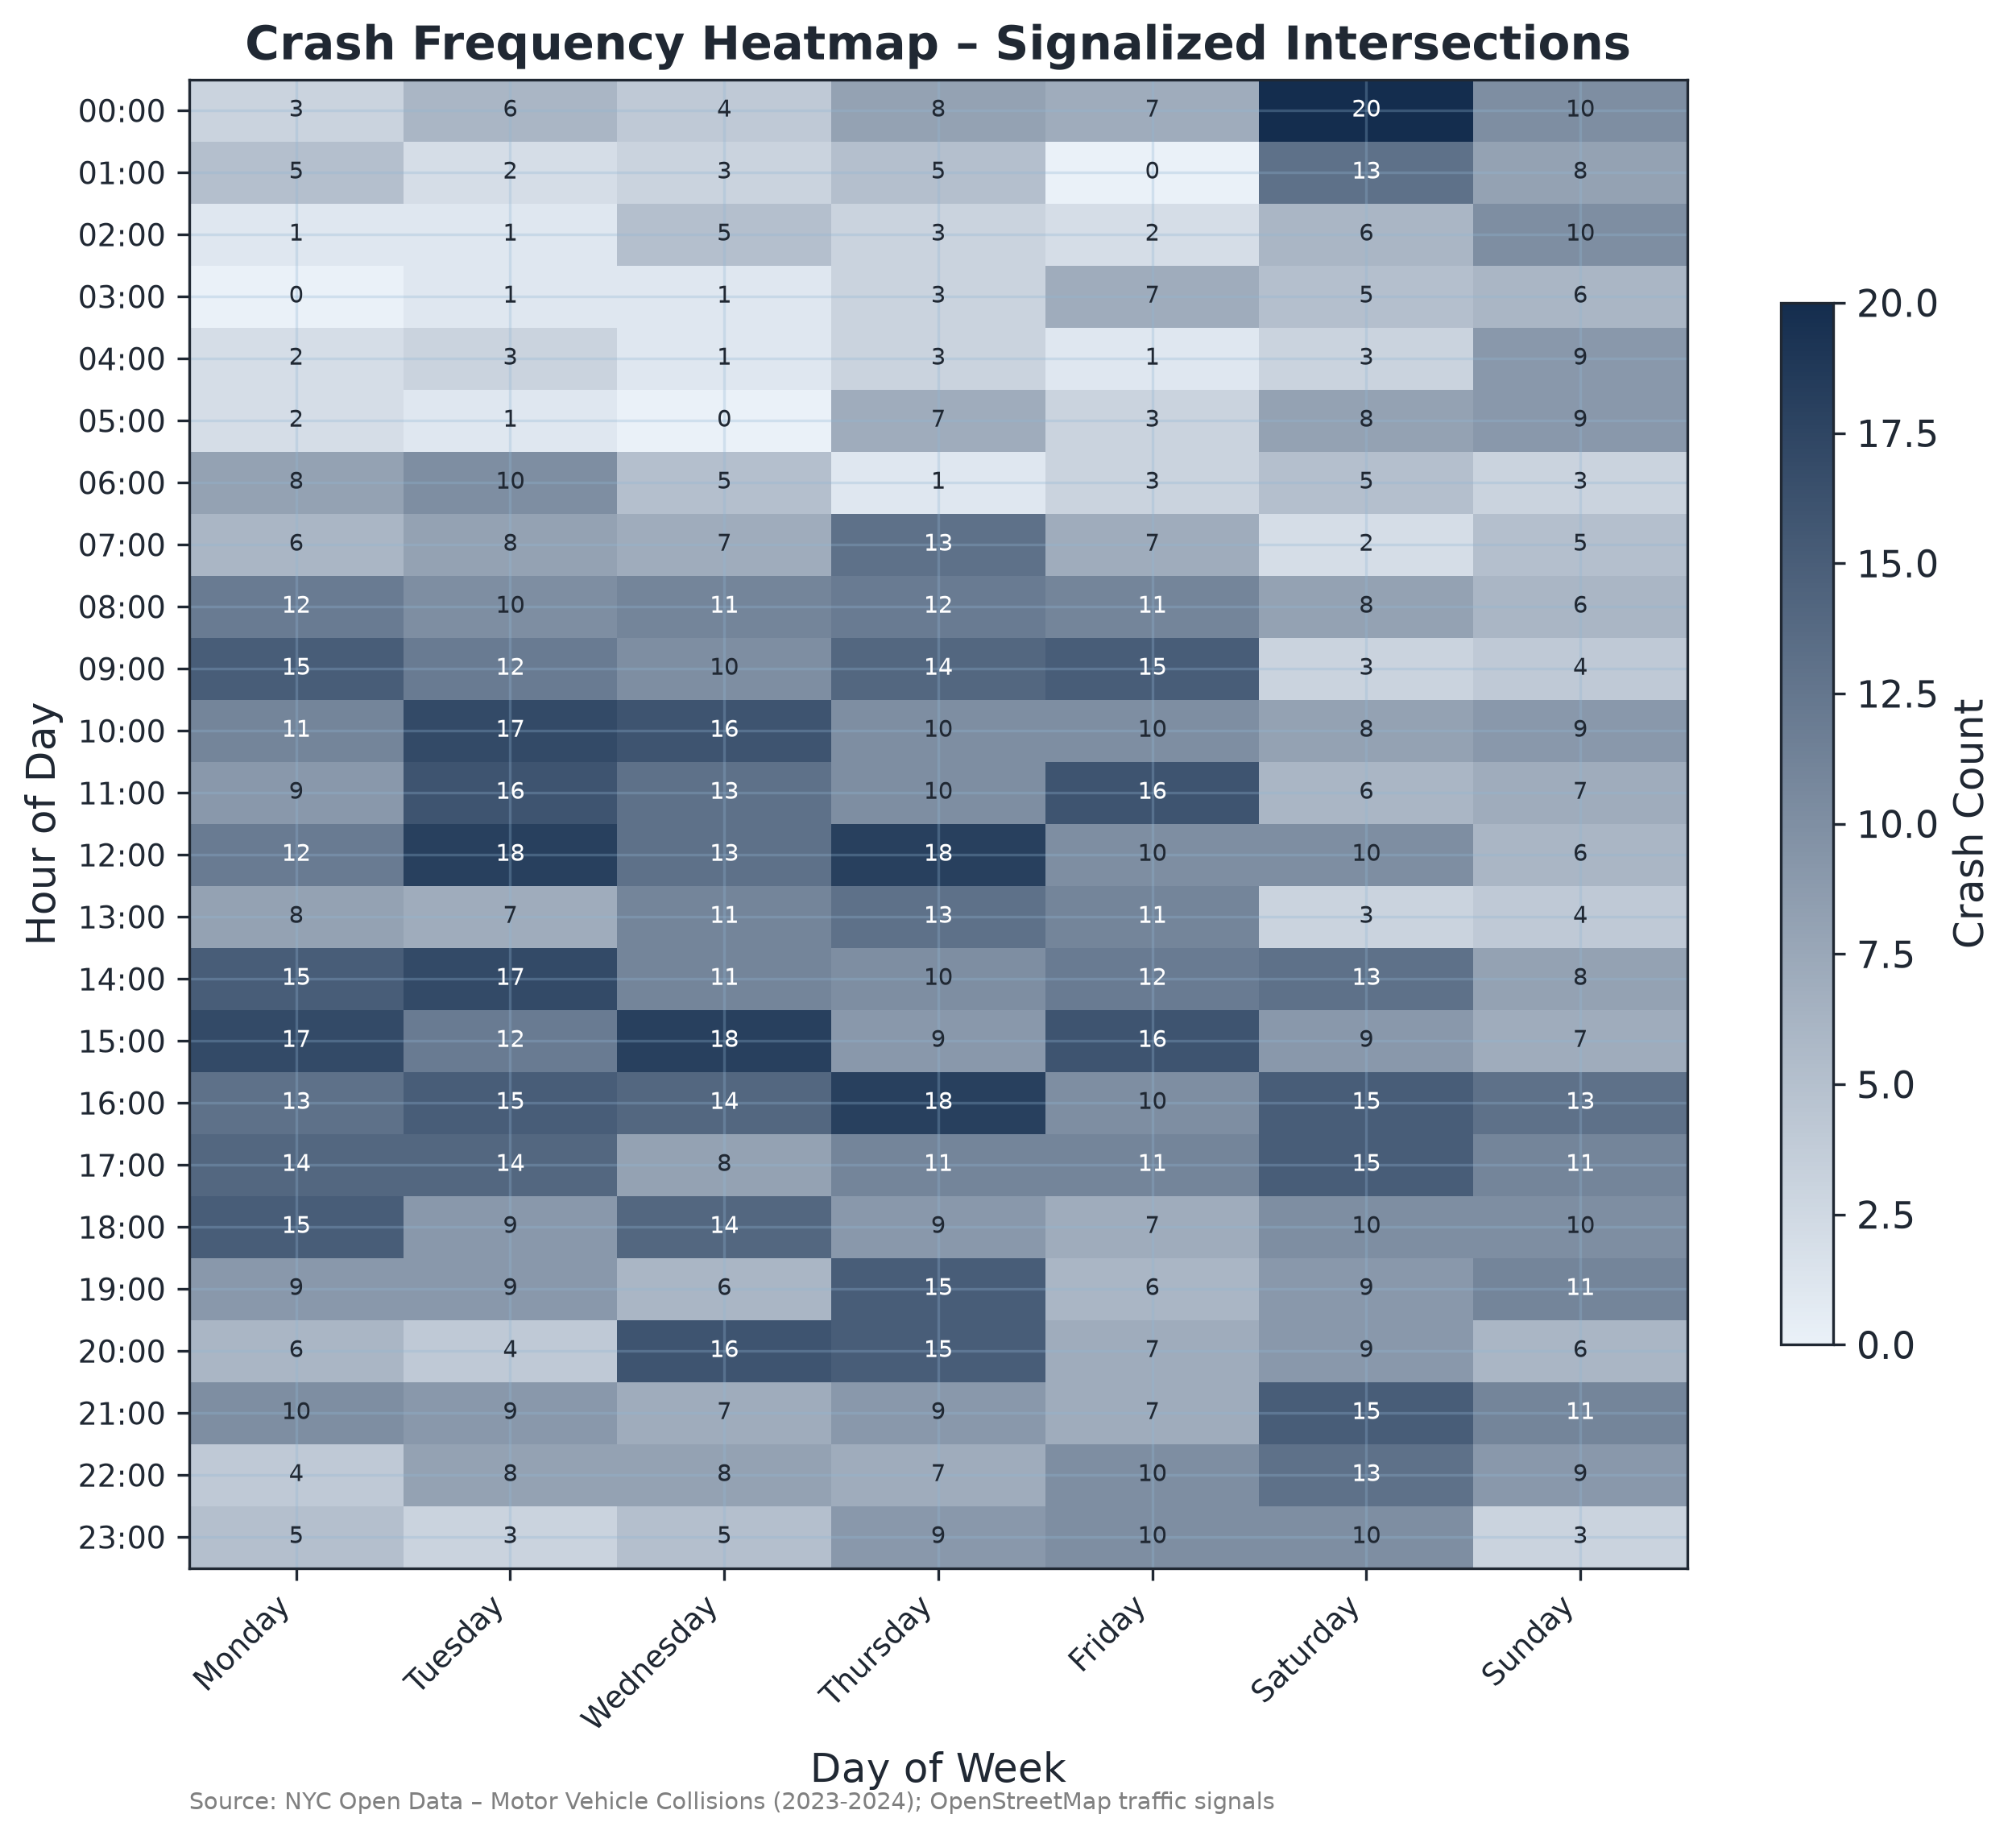 Crash Frequency Heatmap – Signalized Intersections
00:00 3 6 4 8 7 20 10
01:00 5 2 3 5 0 13 8
02:00 1 1 5 3 2 6 10
03:00 0 1 1 3 7 5 6
04:00 2 3 1 3 1 3 9
05:00 2 1 0 7 3 8 9
06:00 8 10 5 1 3 5 3
07:00 6 8 7 13 7 2 5
08:00 12 10 11 12 11 8 6
09:00 15 12 10 14 15 3 4
10:00 11 17 16 10 10 8 9
11:00 9 16 13 10 16 6 7
12:00 12 18 13 18 10 10 6
13:00 8 7 11 13 11 3 4
14:00 15 17 11 10 12 13 8
15:00 17 12 18 9 16 9 7
16:00 13 15 14 18 10 15 13
17:00 14 14 8 11 11 15 11
18:00 15 9 14 9 7 10 10
19:00 9 9 6 15 6 9 11
20:00 6 4 16 15 7 9 6
21:00 10 9 7 9 7 15 11
22:00 4 8 8 7 10 13 9
23:00 5 3 5 9 10 10 3
Hour of Day
Monday Tuesday Wednesday Thursday Friday Saturday Sunday
Day of Week
20.0
17.5
15.0
12.5
10.0
7.5
5.0
2.5
0.0
Crash Count
Source: NYC Open Data – Motor Vehicle Collisions (2023-2024); OpenStreetMap traffic signals